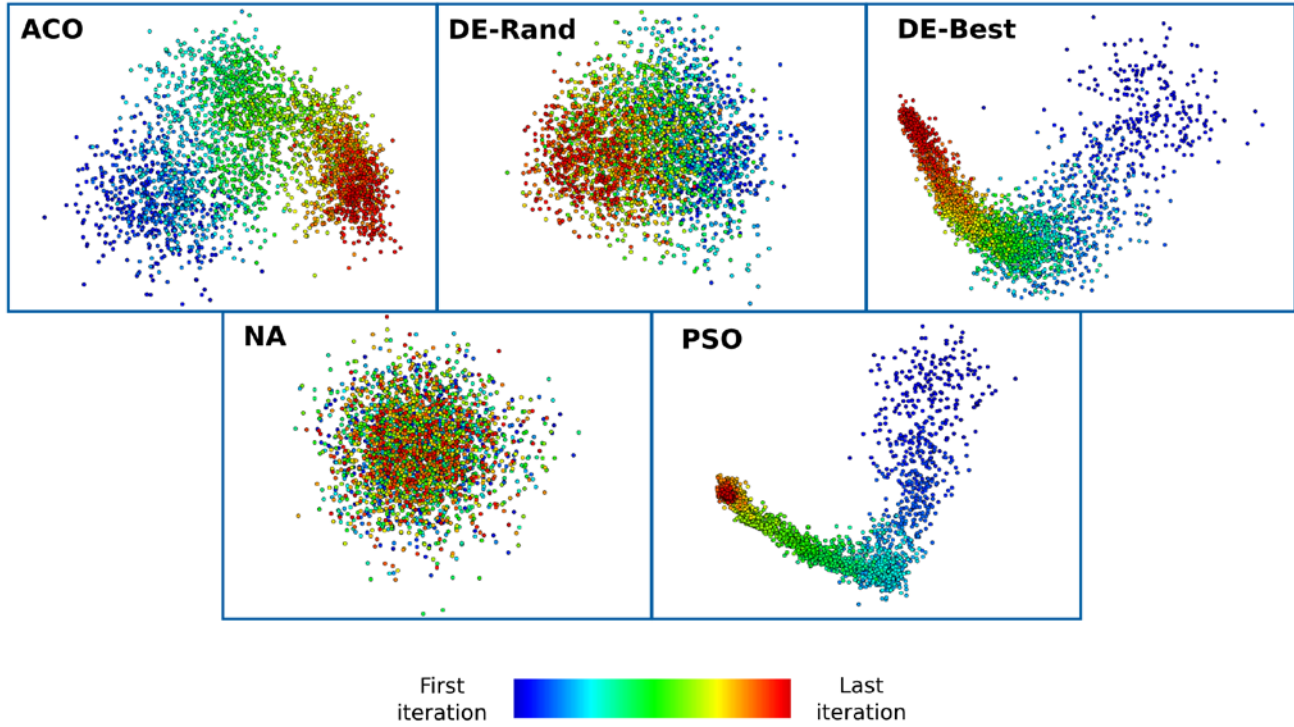 ACO
DE-Rand
DE-Best
NA
PSO
First
iteration
Last
iteration